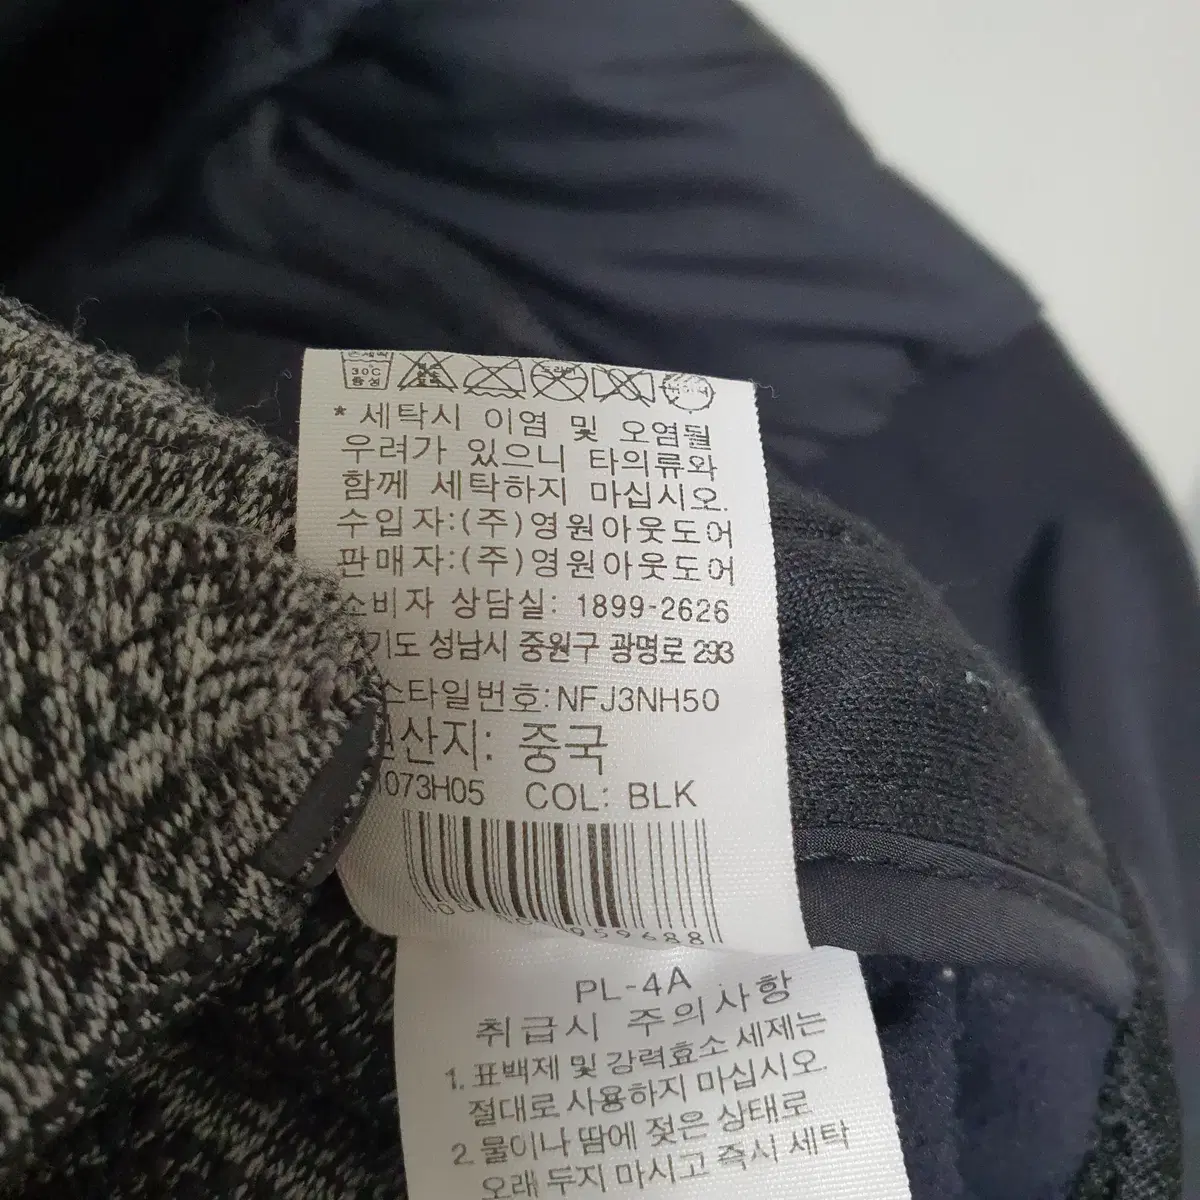 30℃
중성
* 세탁시 이염 및 오염될
우려가 있으니 타의류와
함께 세탁하지 마십시오.
수입자:(주)영원아웃도어
판매자:(주)영원아웃도어
소비자 상담실: 1899-2626
경기도 성남시 중원구 광명로 293
스타일번호:NFJ3NH50
원산지: 중국
1073H05 COL: BLK
959688
PL-4A
취급시 주의사항
1. 표백제 및 강력효소 세제는
절대로 사용하지 마십시오.
2. 물이나 땀에 젖은 상태로
오래 두지 마시고 즉시 세탁